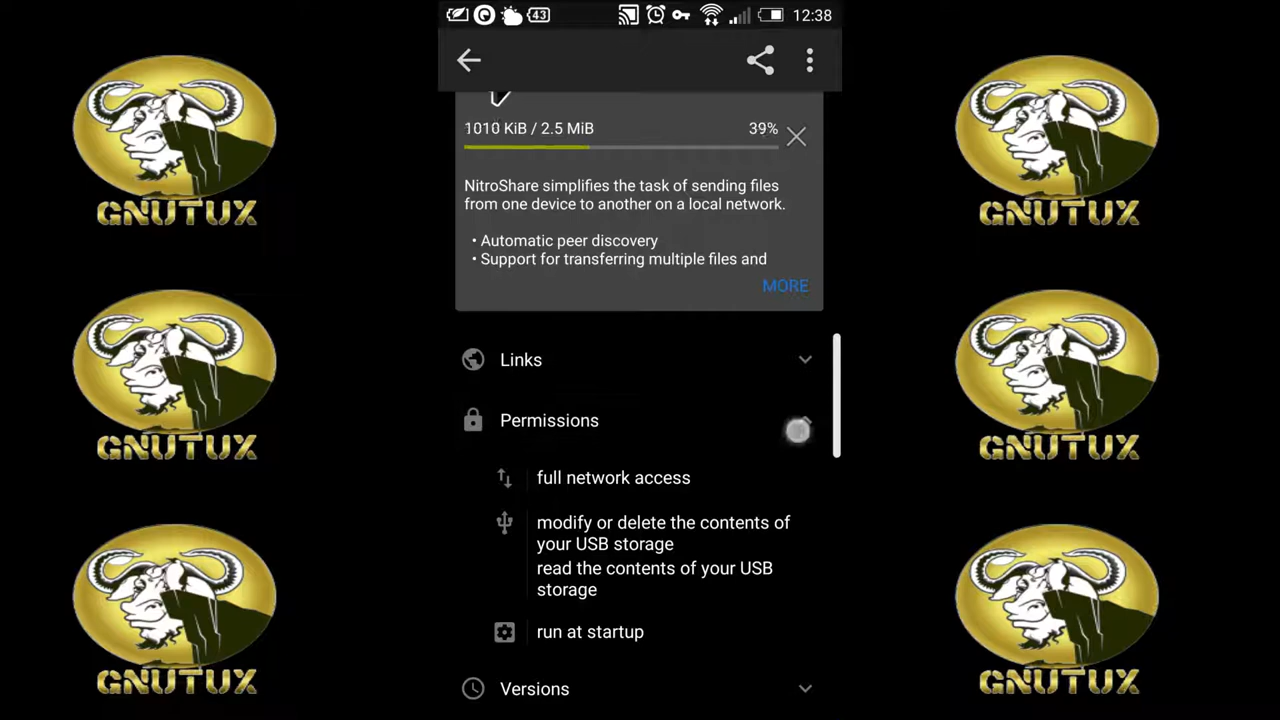 43
12:38
1010 KiB / 2.5 MiB
39%
NitroShare simplifies the task of sending files
from one device to another on a local network.
• Automatic peer discovery
• Support for transferring multiple files and
MORE
Links
Permissions
full network access
modify or delete the contents of
your USB storage
read the contents of your USB
storage
run at startup
Versions
GNUTUX
GNUTUX
GNUTUX
GNUTUX
GNUTUX
GNUTUX